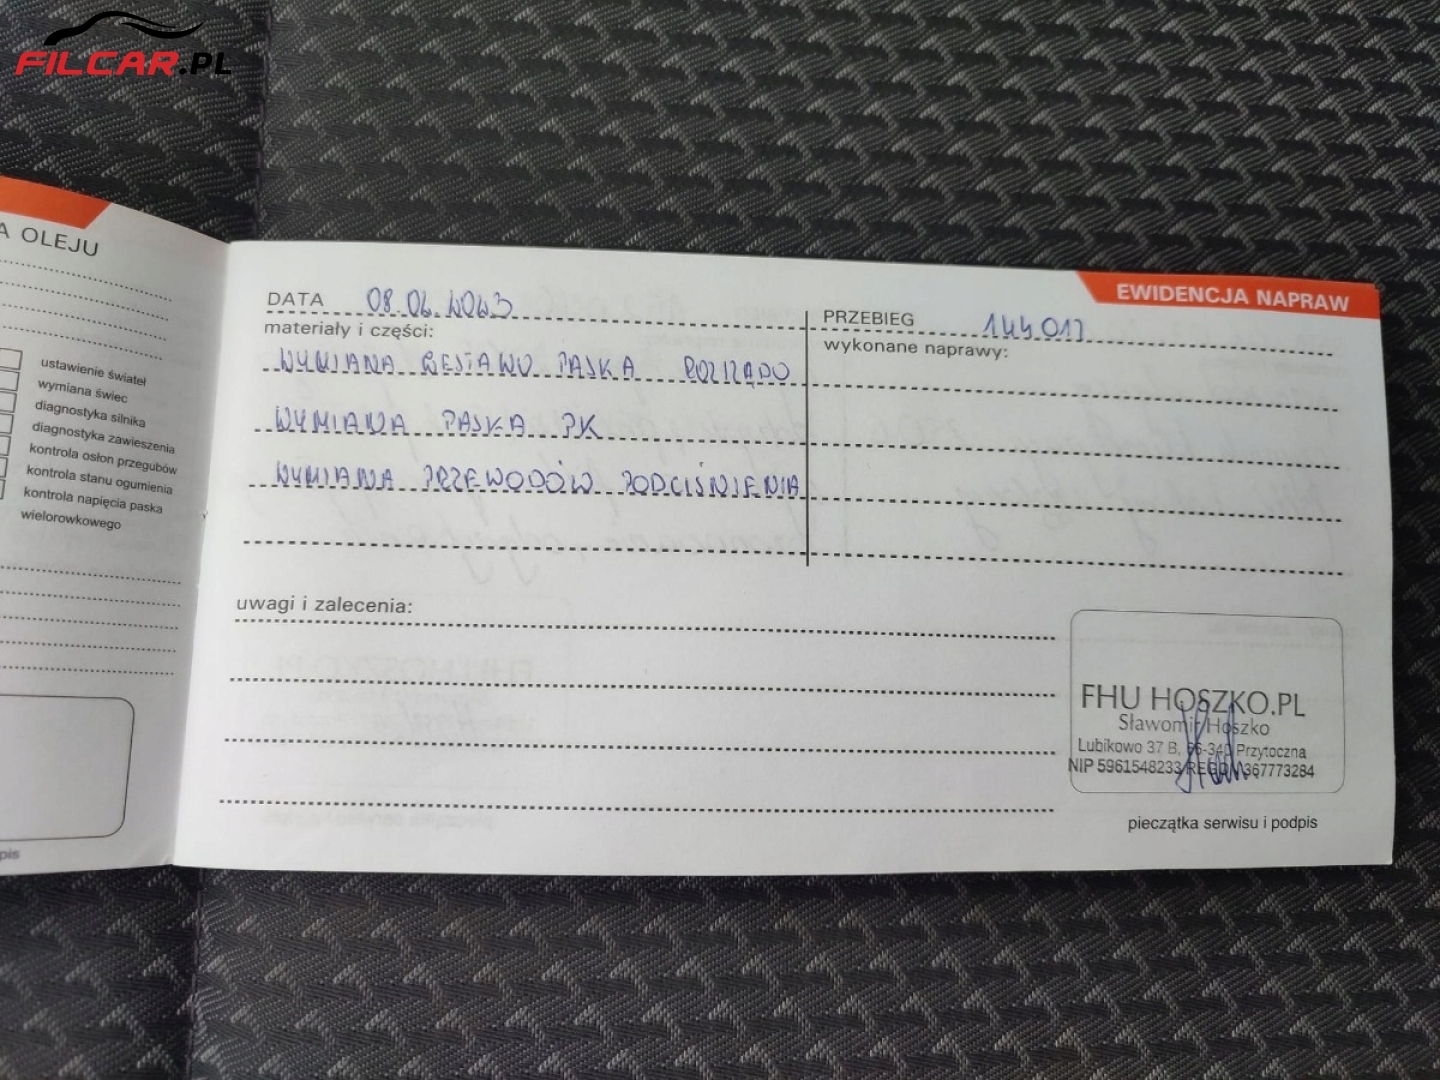 FILCAR.PL
A OLEJU
ustawienie świateł
wymiana świec
diagnostyka silnika
diagnostyka zawieszenia
kontrola osłon przegubów
kontrola stanu ogumienia
kontrola napięcia paska
wielorowkowego
pis
EWIDENCJA NAPRAW
DATA 08.06.2023
PRZEBIEG 144.017
materiały i części:
wykonane naprawy:
WYMIANA ZESTAWU PASKA ROZRZĄDU
WYMIANA PASKA PK
WYMIANA PRZEWODÓW PODCIŚNIENIA
uwagi i zalecenia:
FHU HOSZKO.PL
Sławomir Hoszko
Lubikowo 37 B, 66-340 Przytoczna
NIP 5961548233 REGON 367773284
pieczątka serwisu i podpis